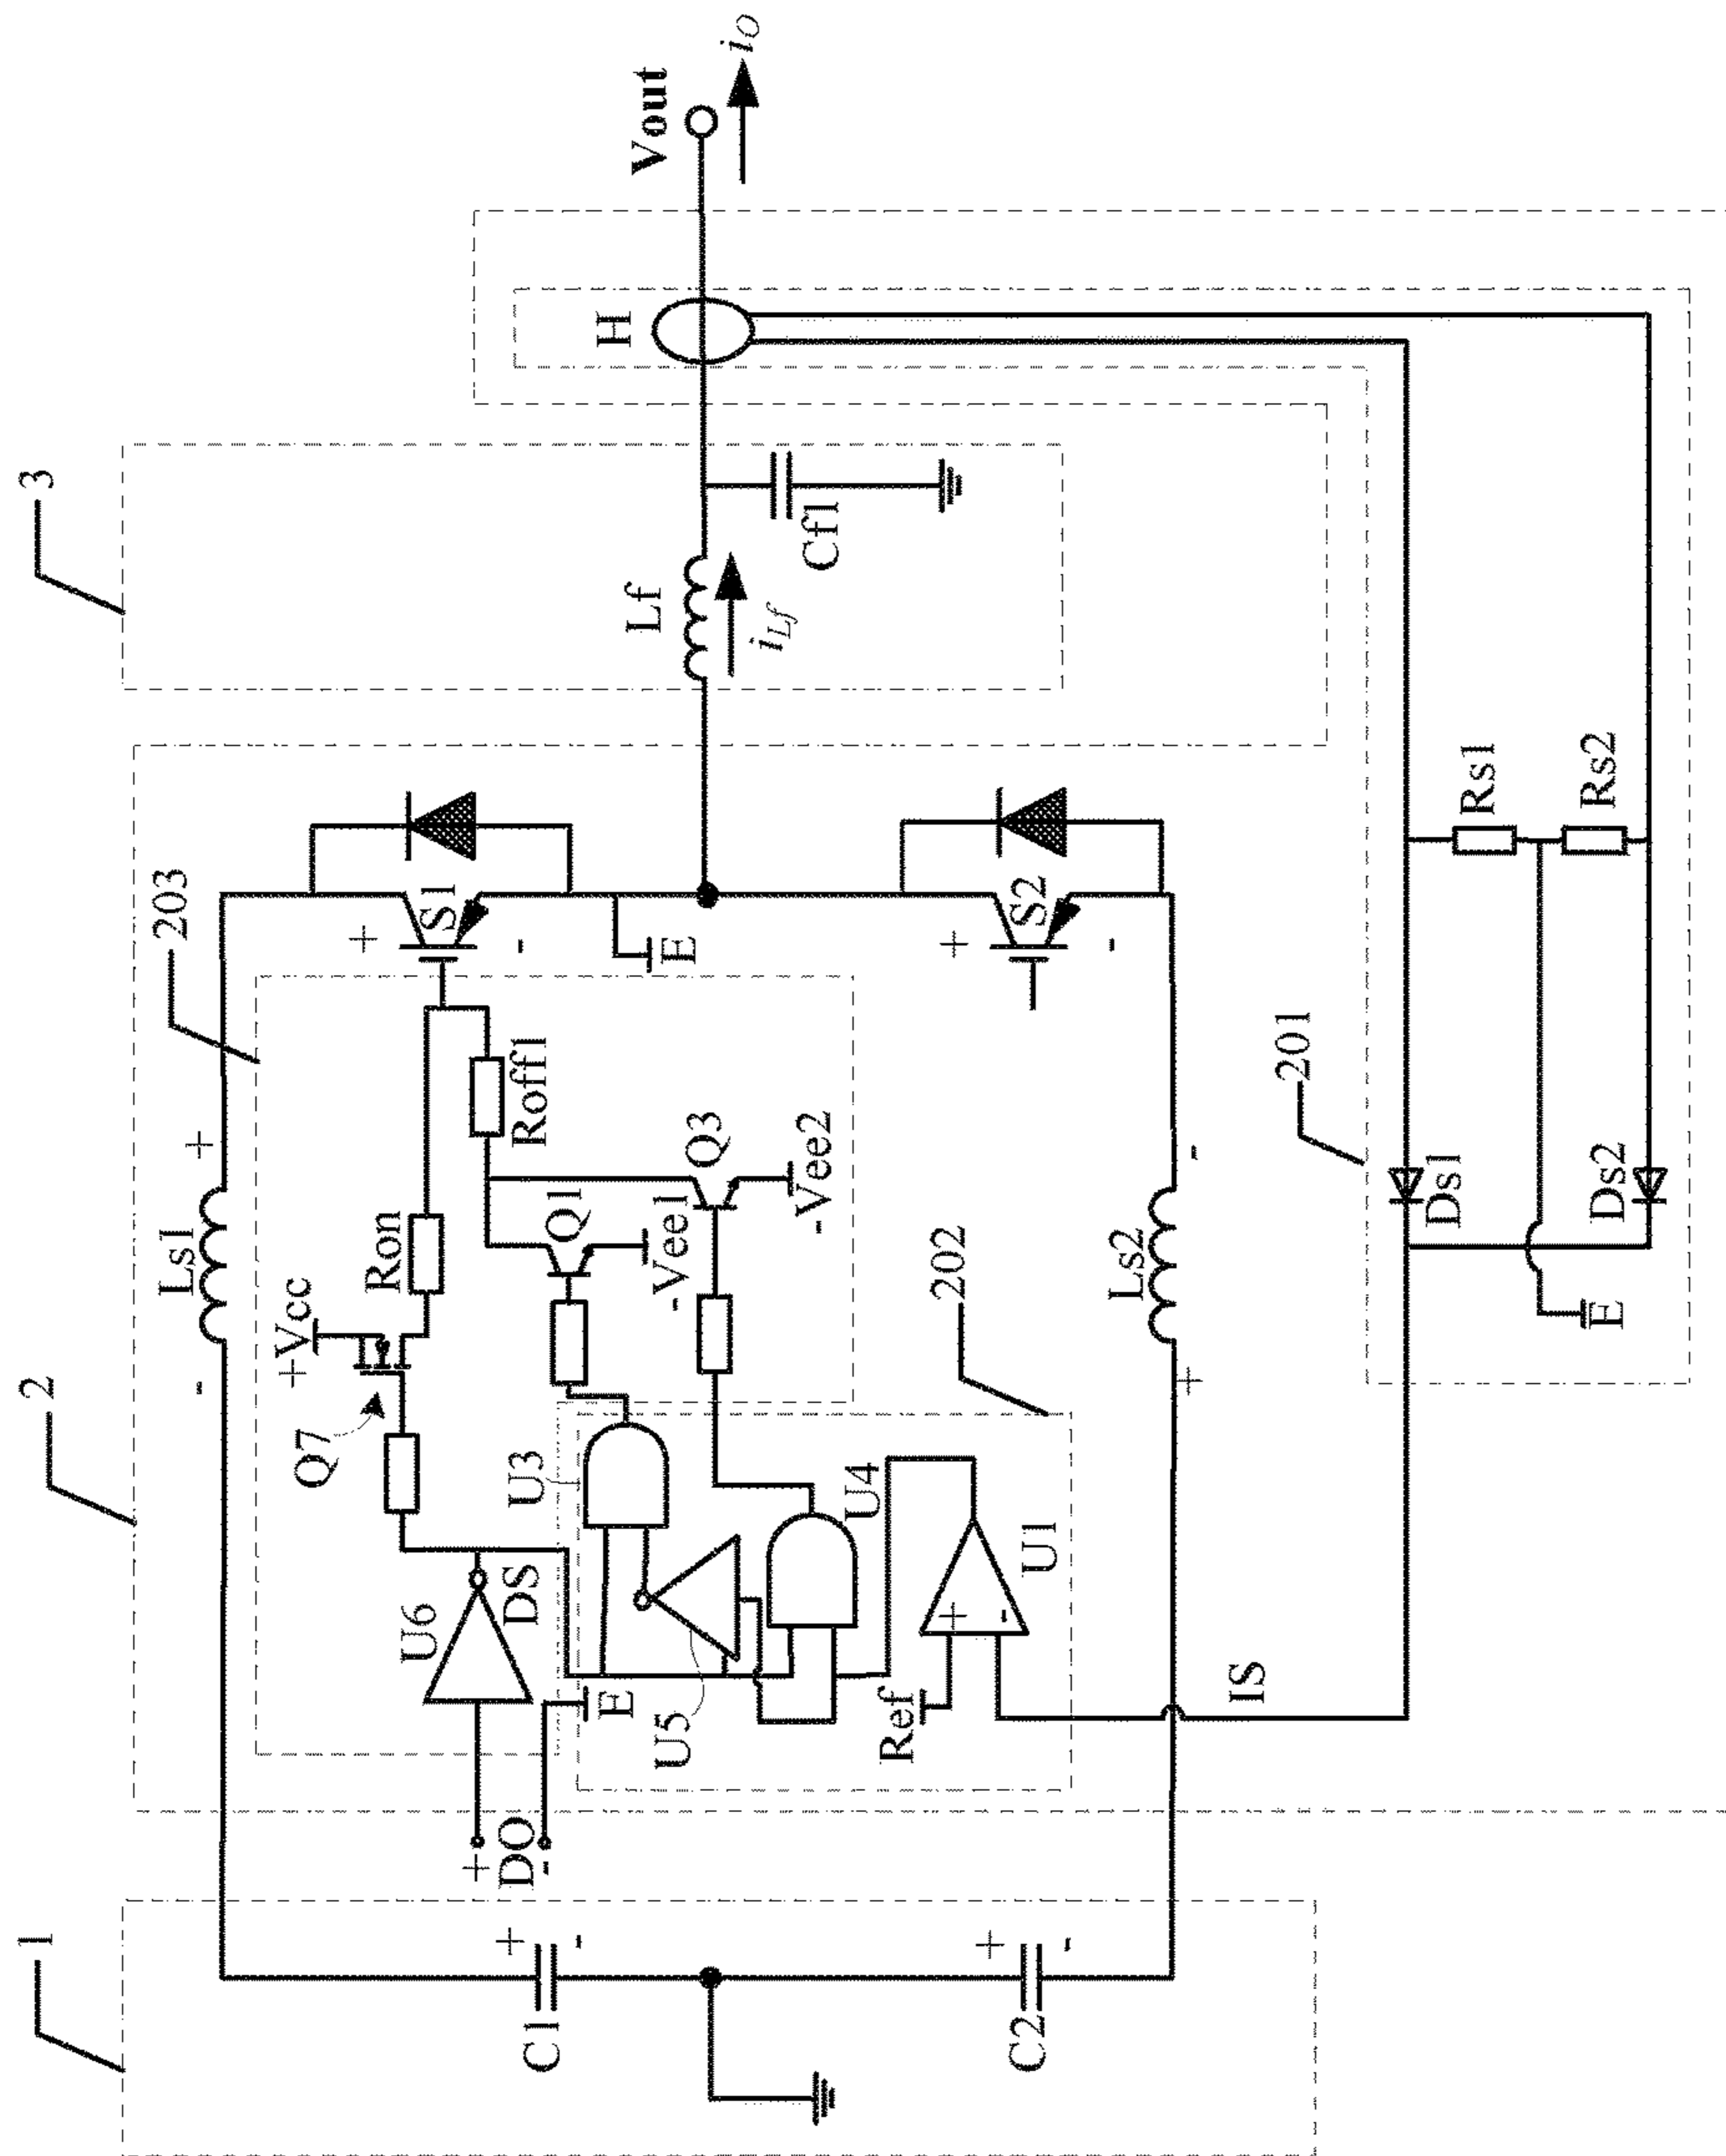 1
2
3
203
202
201
C1
+
-
C2
+
-
+
DO
-
Ls1
-
+
Ls2
+
-
U6
DS
E
Q7
+Vcc
Ron
Roff1
Q1
-Vee1
Q3
-Vee2
U3
U5
U4
U1
+
-
Ref
IS
S1
+
-
E
S2
+
-
Lf
iLf
Cf1
H
Vout
iO
Rs1
Rs2
Ds1
Ds2
E